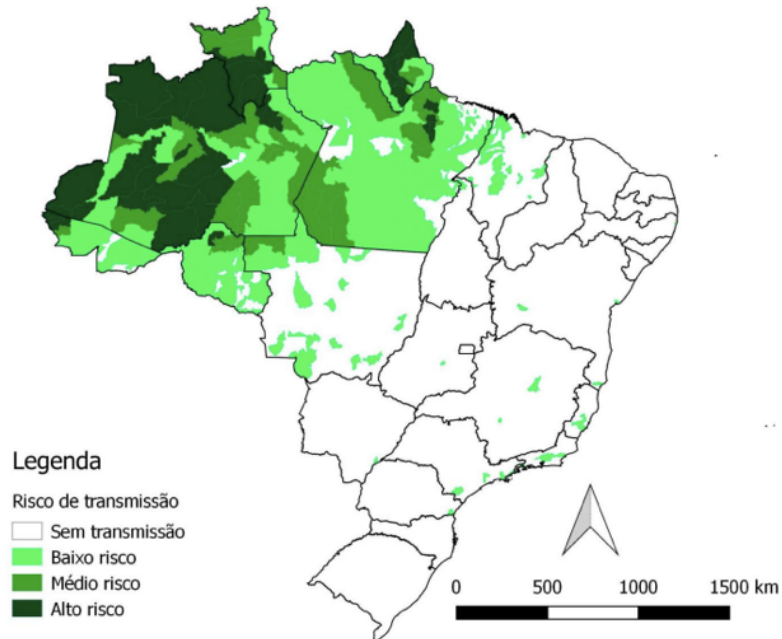 Legenda
Risco de transmissão
Sem transmissão
Baixo risco
Médio risco
Alto risco
0 500 1000 1500 km